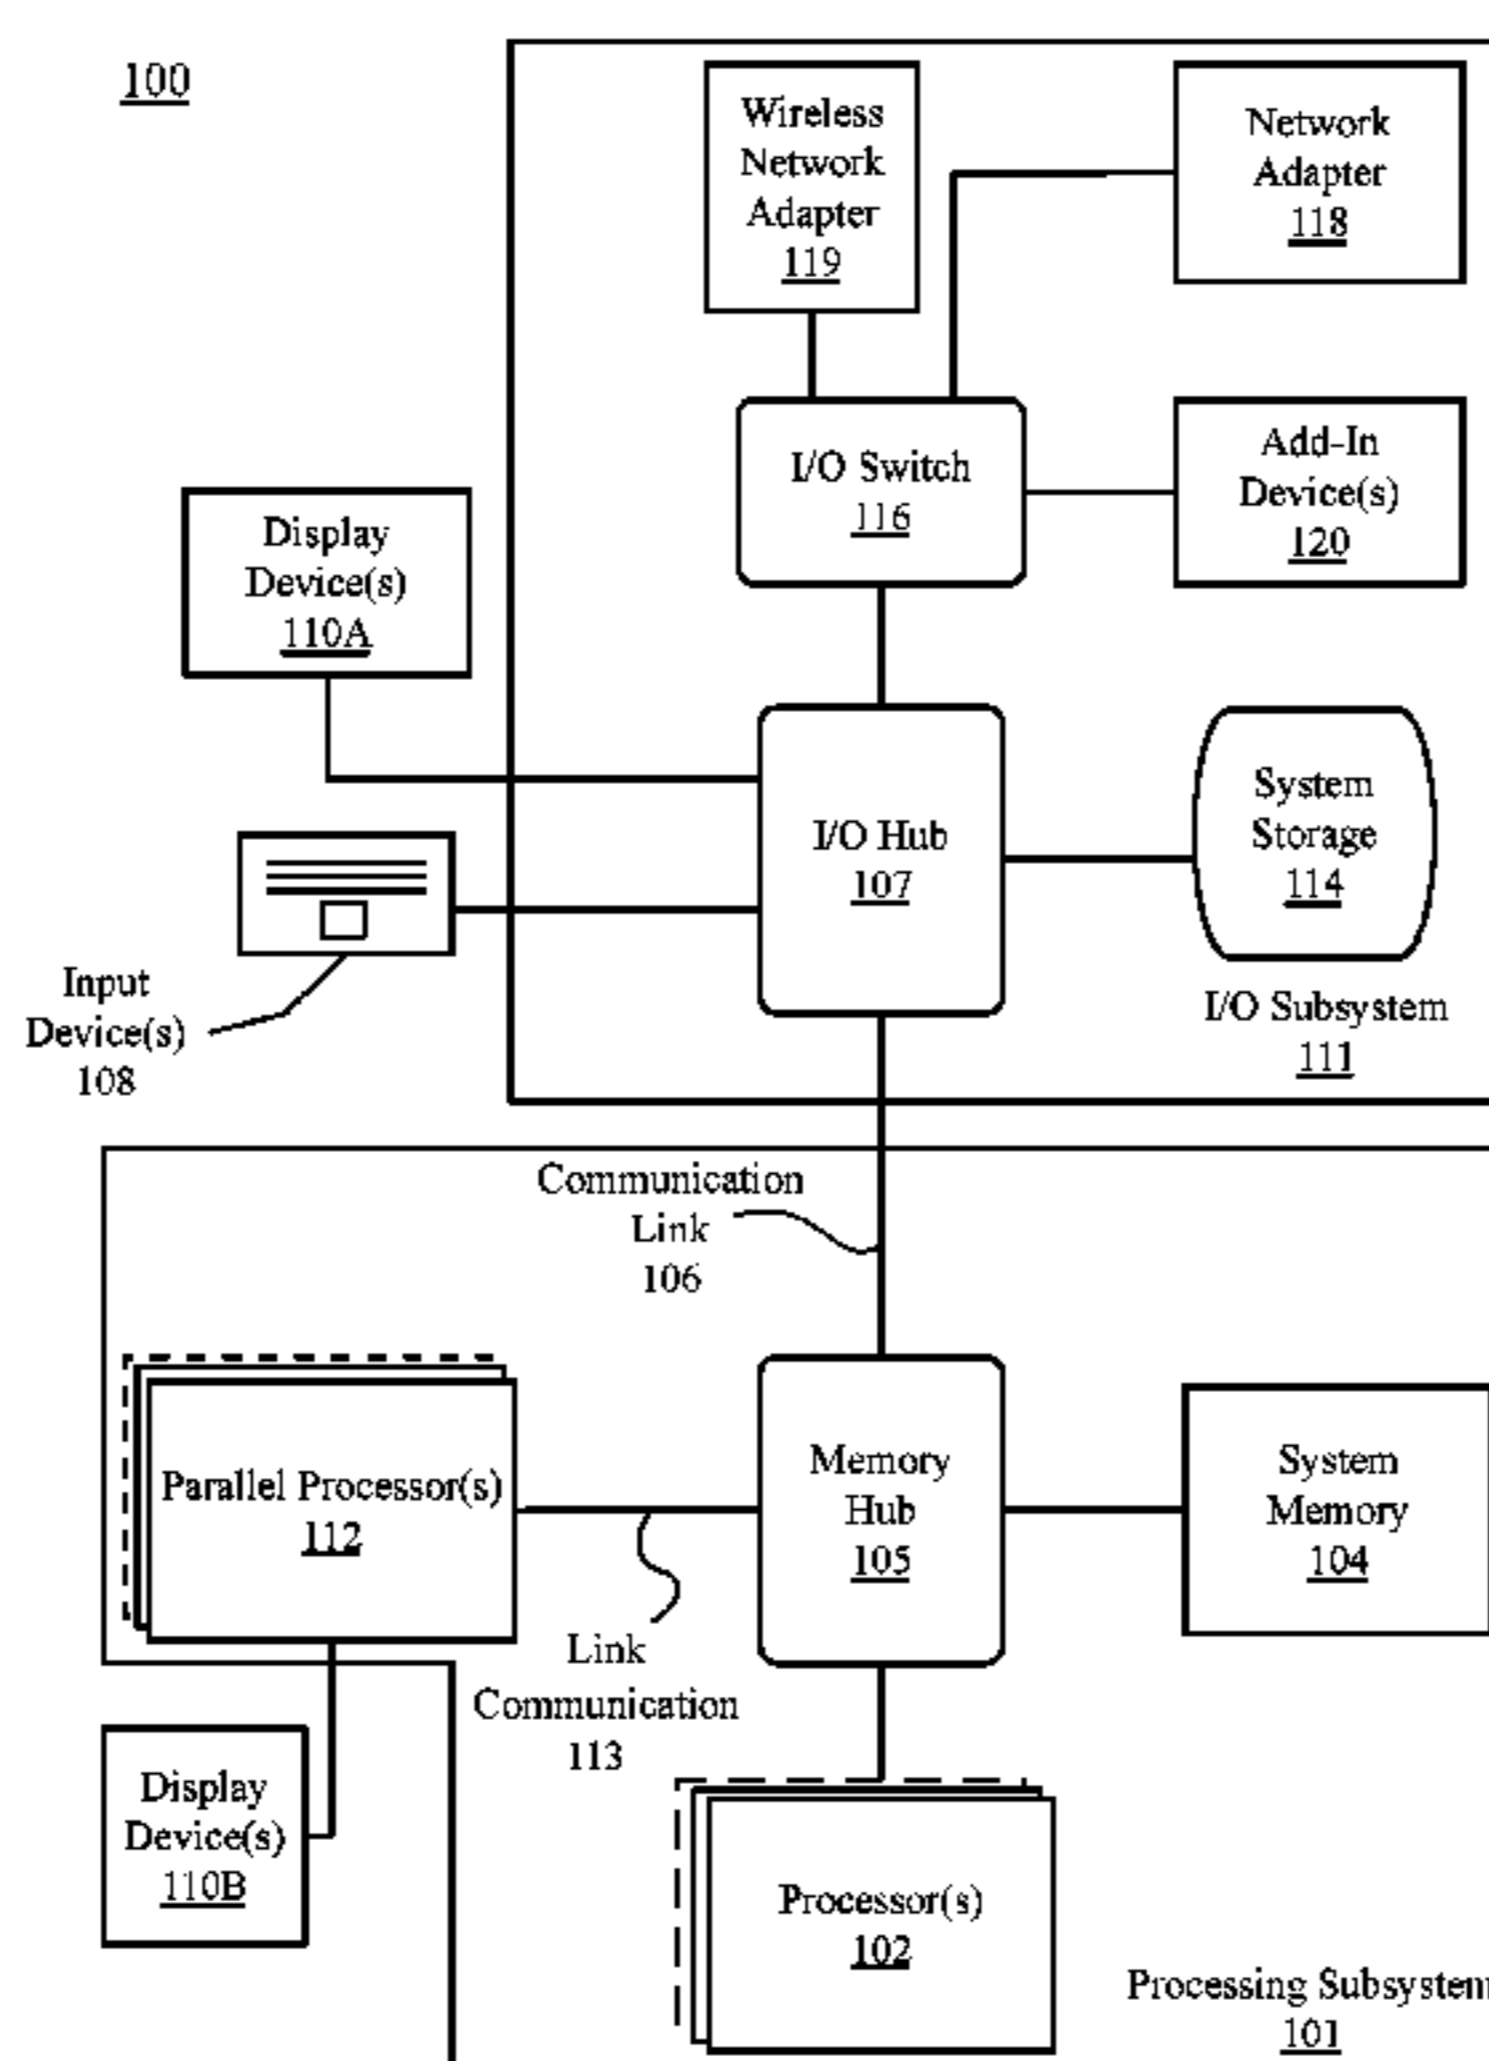 100
Wireless
Network
Adapter
119
Network
Adapter
118
I/O Switch
116
Add-In
Device(s)
120
Display
Device(s)
110A
I/O Hub
107
System
Storage
114
Input
Device(s)
108
I/O Subsystem
111
Communication
Link
106
Parallel Processor(s)
112
Memory
Hub
105
System
Memory
104
Link
Communication
113
Display
Device(s)
110B
Processor(s)
102
Processing Subsystem
101